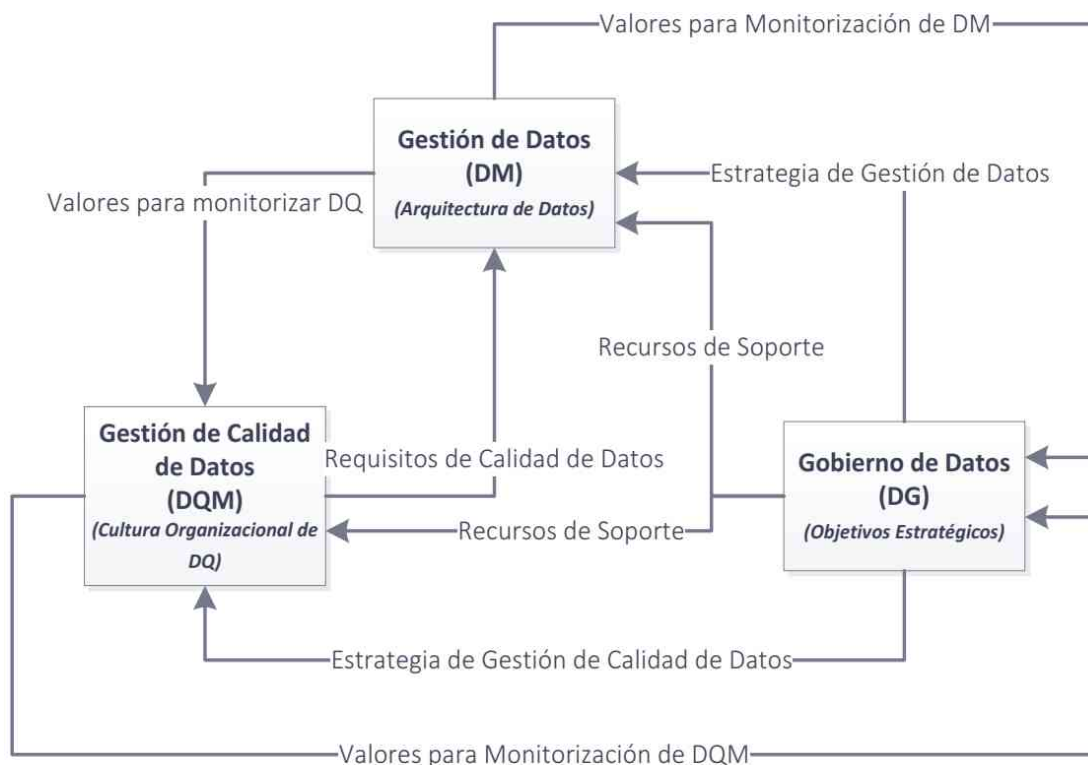 Valores para Monitorización de DM
Gestión de Datos
(DM)
(Arquitectura de Datos)
Estrategia de Gestión de Datos
Valores para monitorizar DQ
Recursos de Soporte
Gestión de Calidad
de Datos
(DQM)
(Cultura Organizacional de
DQ)
Requisitos de Calidad de Datos
Recursos de Soporte
Gobierno de Datos
(DG)
(Objetivos Estratégicos)
Estrategia de Gestión de Calidad de Datos
Valores para Monitorización de DQM